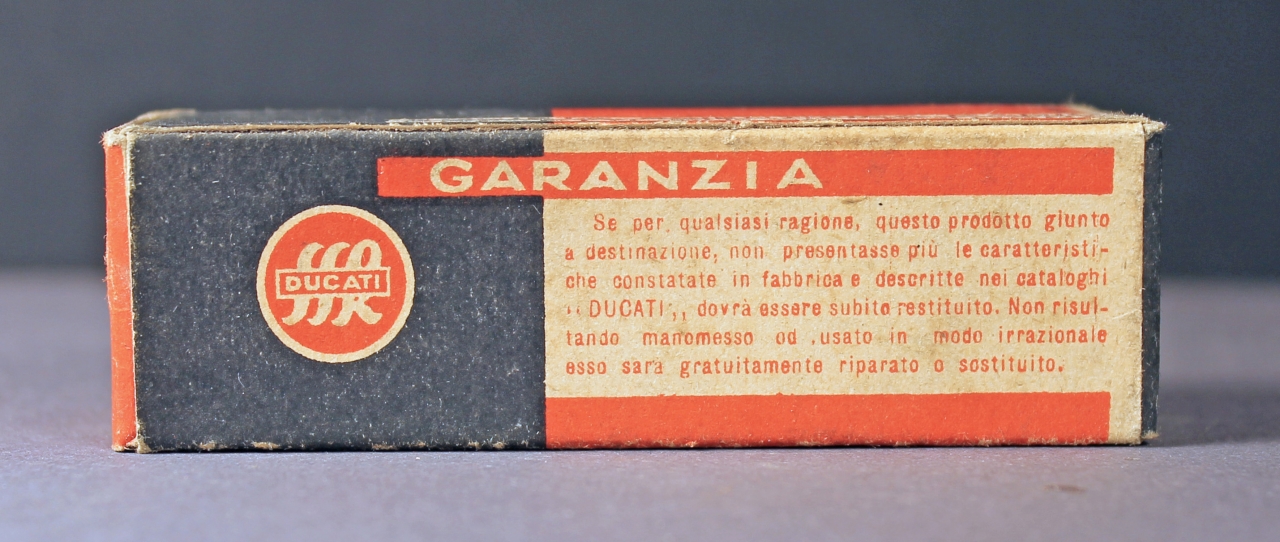 GARANZIA
DUCATI
SSR
Se per qualsiasi ragione, questo prodotto giunto
a destinazione, non presentasse più le caratteristi-
che constatate in fabbrica e descritte nei cataloghi
" DUCATI ", dovrà essere subito restituito. Non risul-
tando manomesso od usato in modo irrazionale
esso sarà gratuitamente riparato o sostituito.